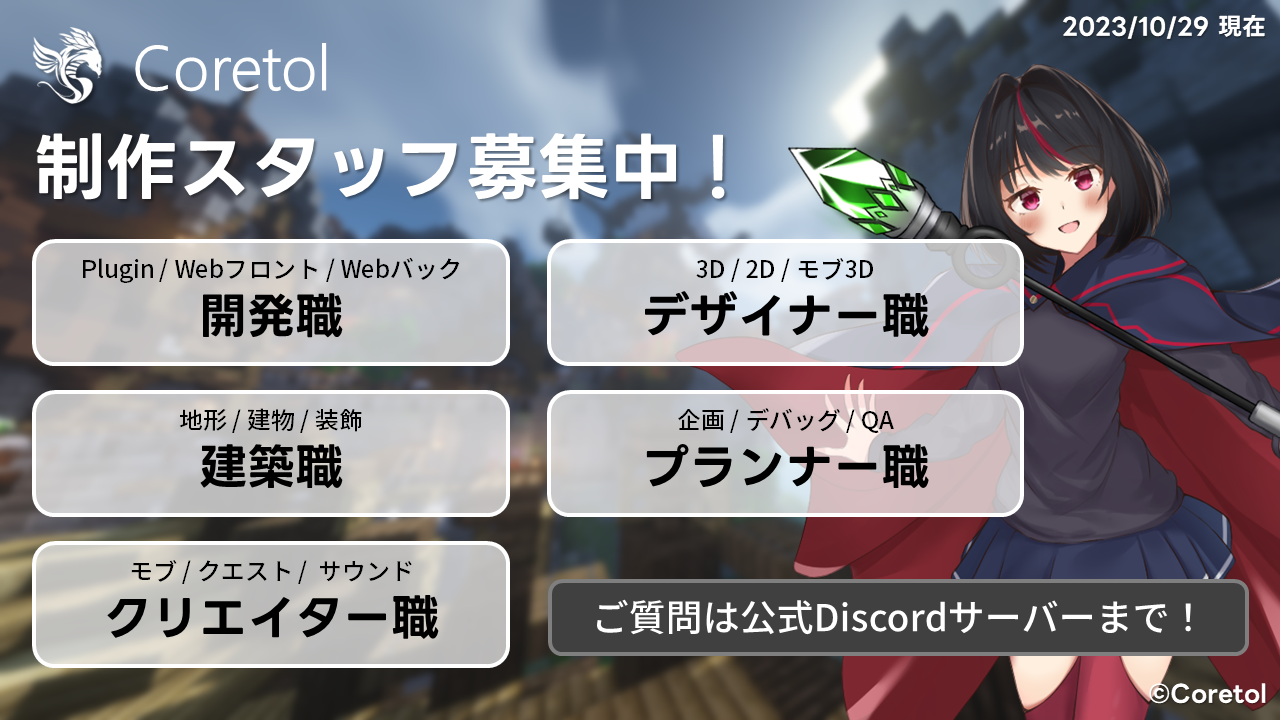 2023/10/29 現在
Coretol
制作スタッフ募集中！
Plugin / Webフロント / Webバック
開発職
3D / 2D / モブ3D
デザイナー職
地形 / 建物 / 装飾
建築職
企画 / デバッグ / QA
プランナー職
モブ / クエスト / サウンド
クリエイター職
ご質問は公式Discordサーバーまで！
©Coretol